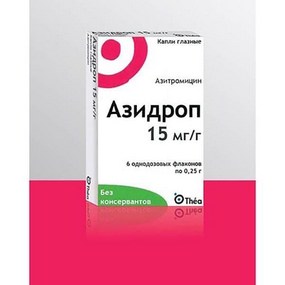 Капли глазные
Азитромицин
Азидроп
15 мг/г
6 однодозовых флаконов
по 0,25 г
Без
консервантов
Théa